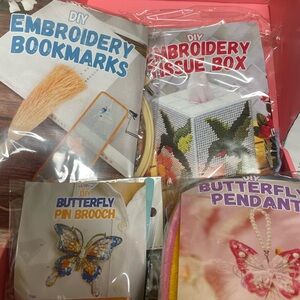 DIY
EMBROIDERY
BOOKMARKS
DIY
EMBROIDERY
TISSUE BOX
DIY
BUTTERFLY
PIN BROOCH
DIY
BUTTERFLY
PENDANT